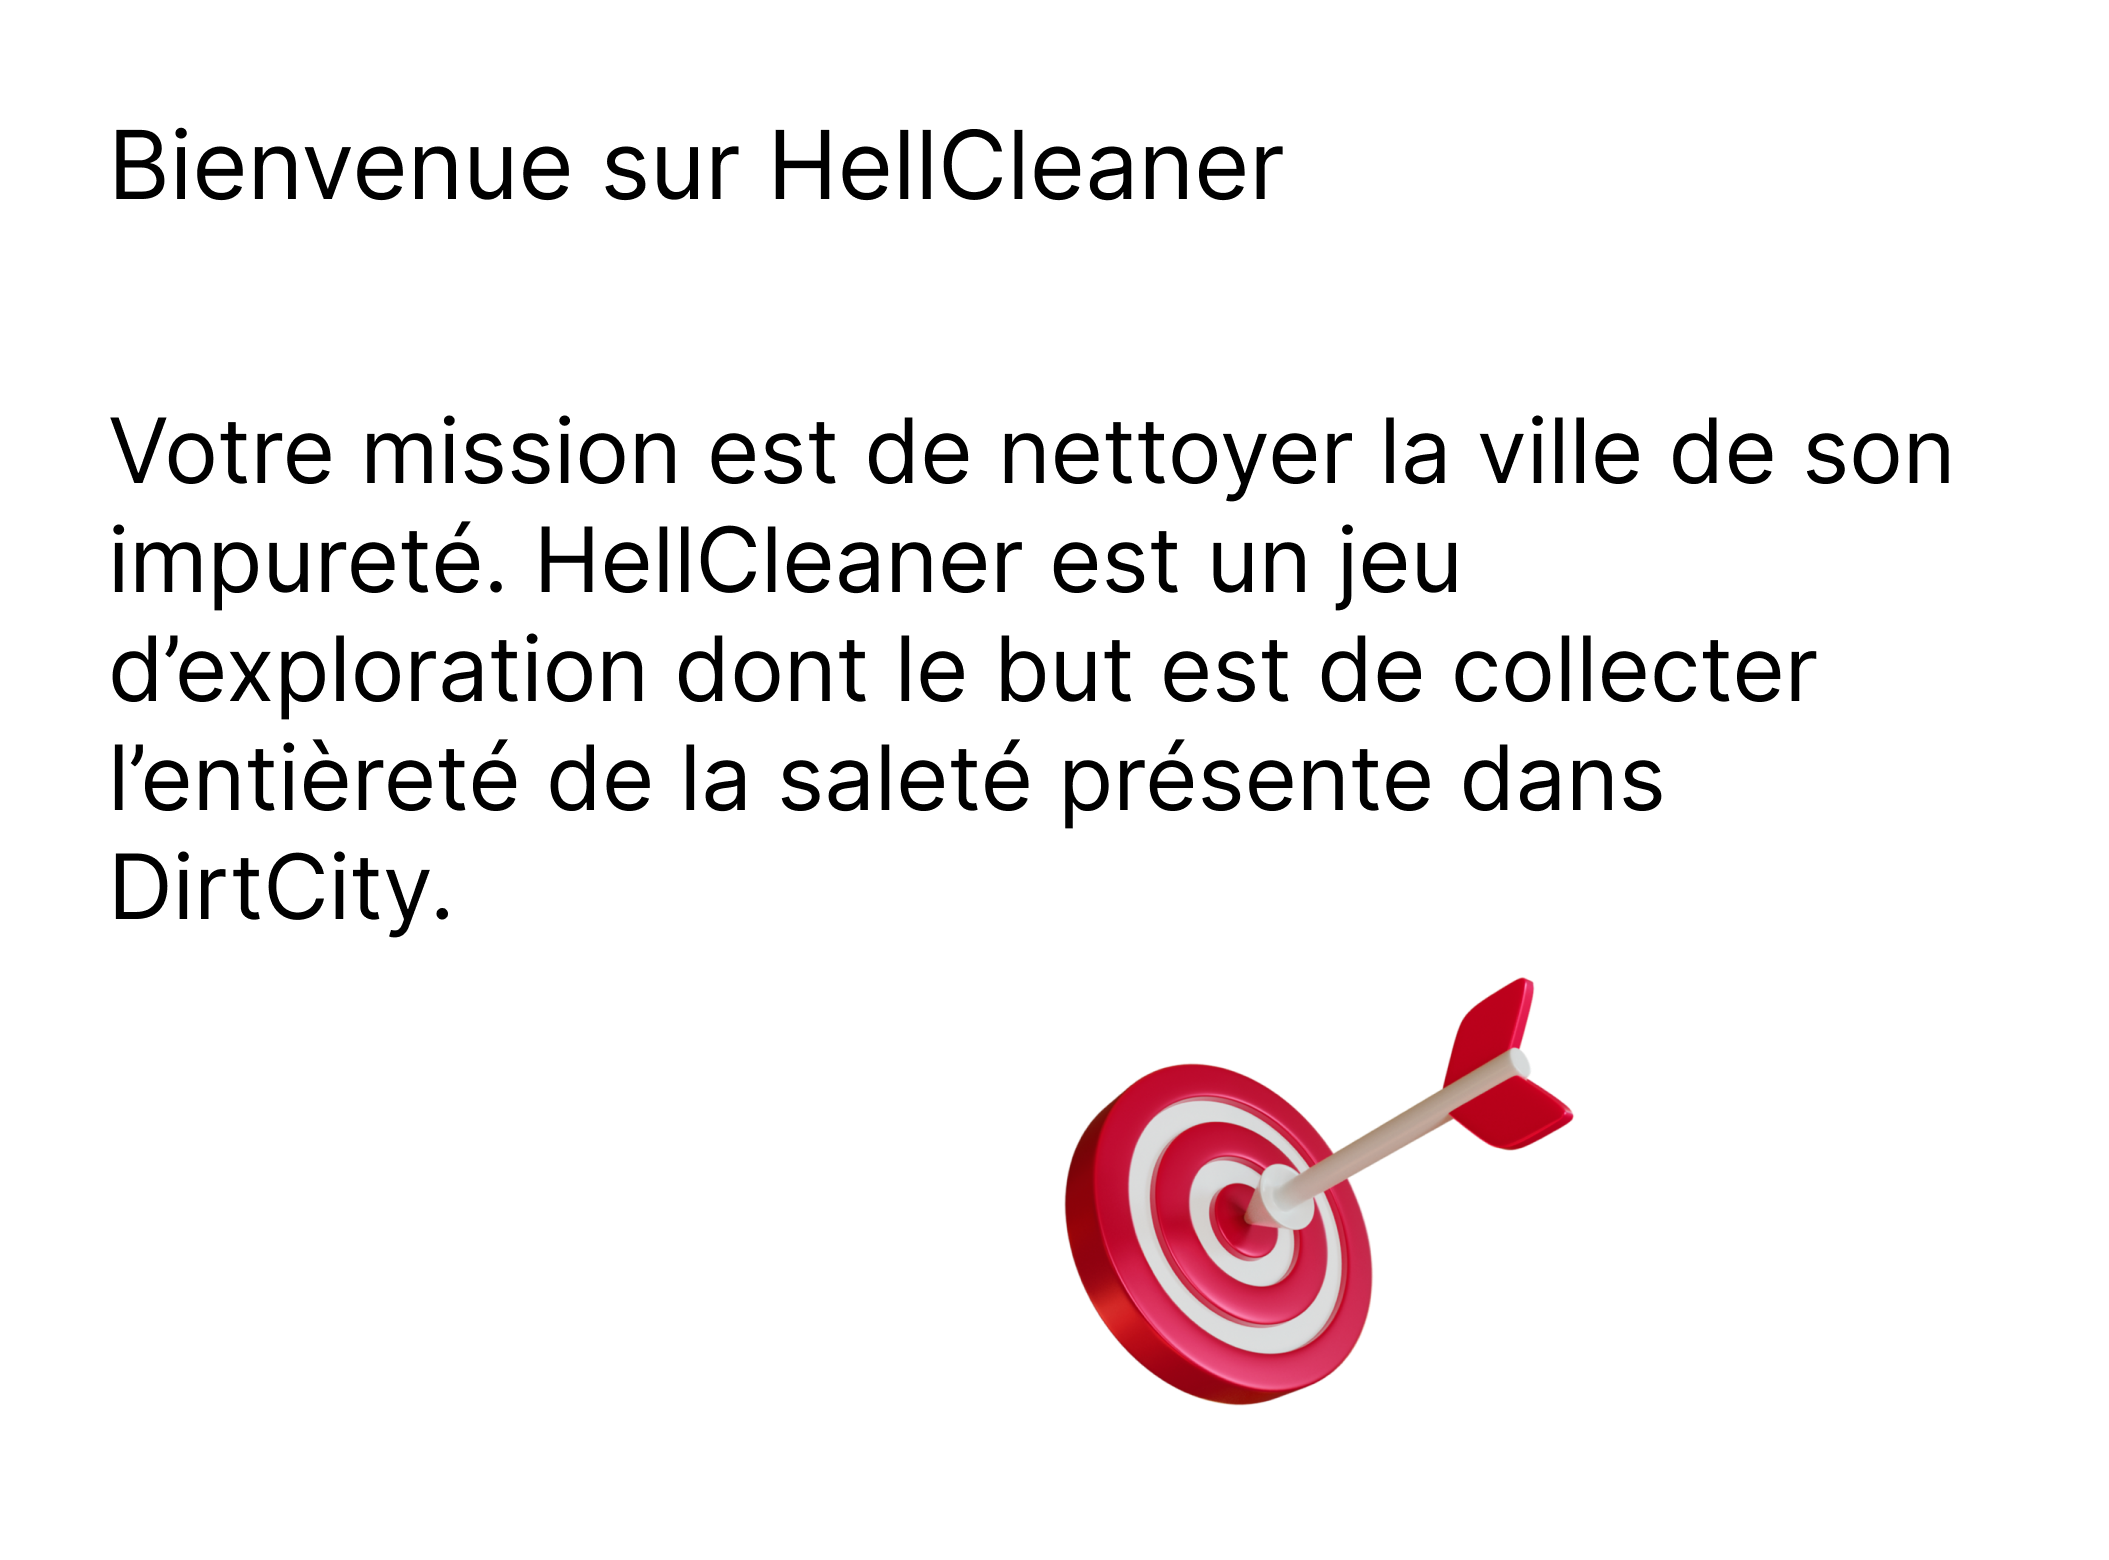 Bienvenue sur HellCleaner
Votre mission est de nettoyer la ville de son
impureté. HellCleaner est un jeu
d’exploration dont le but est de collecter
l’entièreté de la saleté présente dans
DirtCity.